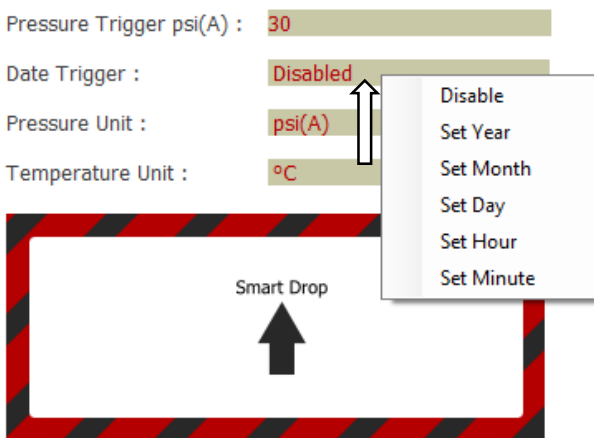 Pressure Trigger psi(A) : 30
Date Trigger : Disabled
Pressure Unit : psi(A)
Temperature Unit : °C
Disable
Set Year
Set Month
Set Day
Set Hour
Set Minute
Smart Drop